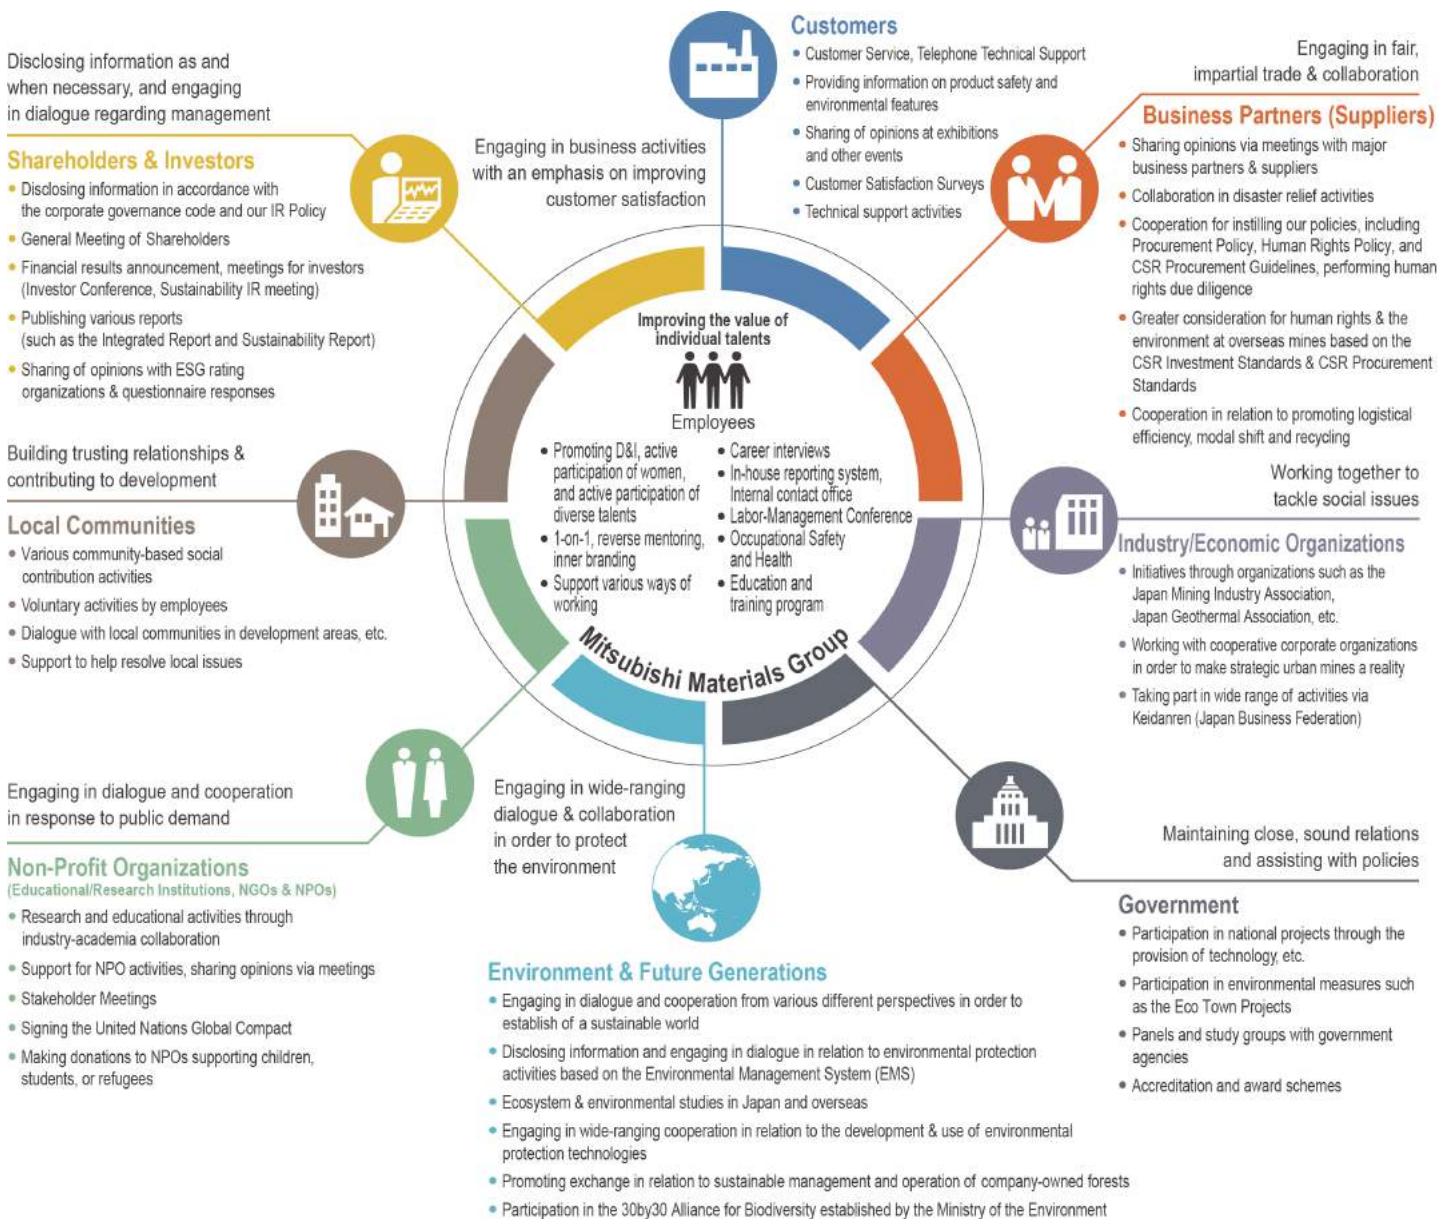 Customers
• Customer Service, Telephone Technical Support
• Providing information on product safety and
environmental features
• Sharing of opinions at exhibitions
and other events
• Customer Satisfaction Surveys
• Technical support activities
Engaging in business activities
with an emphasis on improving
customer satisfaction
Disclosing information as and
when necessary, and engaging
in dialogue regarding management
Shareholders & Investors
• Disclosing information in accordance with
the corporate governance code and our IR Policy
• General Meeting of Shareholders
• Financial results announcement, meetings for investors
(Investor Conference, Sustainability IR meeting)
• Publishing various reports
(such as the Integrated Report and Sustainability Report)
• Sharing of opinions with ESG rating
organizations & questionnaire responses
Engaging in fair,
impartial trade & collaboration
Business Partners (Suppliers)
• Sharing opinions via meetings with major
business partners & suppliers
• Collaboration in disaster relief activities
• Cooperation for instilling our policies, including
Procurement Policy, Human Rights Policy, and
CSR Procurement Guidelines, performing human
rights due diligence
• Greater consideration for human rights & the
environment at overseas mines based on the
CSR Investment Standards & CSR Procurement
Standards
• Cooperation in relation to promoting logistical
efficiency, modal shift and recycling
Improving the value of
individual talents
Employees
• Promoting D&I, active
participation of women,
and active participation of
diverse talents
• 1-on-1, reverse mentoring,
inner branding
• Support various ways of
working
• Career interviews
• In-house reporting system,
Internal contact office
• Labor-Management Conference
• Occupational Safety
and Health
• Education and
training program
Mitsubishi Materials Group
Building trusting relationships &
contributing to development
Local Communities
• Various community-based social
contribution activities
• Voluntary activities by employees
• Dialogue with local communities in development areas, etc.
• Support to help resolve local issues
Working together to
tackle social issues
Industry/Economic Organizations
• Initiatives through organizations such as the
Japan Mining Industry Association,
Japan Geothermal Association, etc.
• Working with cooperative corporate organizations
in order to make strategic urban mines a reality
• Taking part in wide range of activities via
Keidanren (Japan Business Federation)
Engaging in dialogue and cooperation
in response to public demand
Non-Profit Organizations
(Educational/Research Institutions, NGOs & NPOs)
• Research and educational activities through
industry-academia collaboration
• Support for NPO activities, sharing opinions via meetings
• Stakeholder Meetings
• Signing the United Nations Global Compact
• Making donations to NPOs supporting children,
students, or refugees
Engaging in wide-ranging
dialogue & collaboration
in order to protect
the environment
Environment & Future Generations
• Engaging in dialogue and cooperation from various different perspectives in order to
establish of a sustainable world
• Disclosing information and engaging in dialogue in relation to environmental protection
activities based on the Environmental Management System (EMS)
• Ecosystem & environmental studies in Japan and overseas
• Engaging in wide-ranging cooperation in relation to the development & use of environmental
protection technologies
• Promoting exchange in relation to sustainable management and operation of company-owned forests
• Participation in the 30by30 Alliance for Biodiversity established by the Ministry of the Environment
Maintaining close, sound relations
and assisting with policies
Government
• Participation in national projects through the
provision of technology, etc.
• Participation in environmental measures such
as the Eco Town Projects
• Panels and study groups with government
agencies
• Accreditation and award schemes